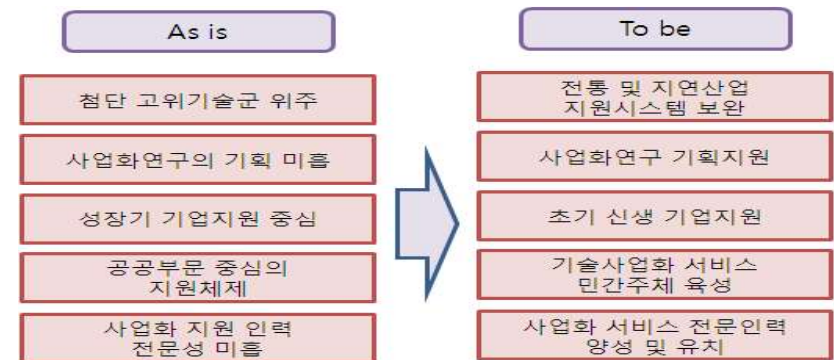 As is
To be
첨단 고위기술군 위주
전통 및 지연산업
지원시스템 보완
사업화연구의 기획 미흡
사업화연구 기획지원
성장기 기업지원 중심
초기 신생 기업지원
공공부문 중심의
지원체제
기술사업화 서비스
민간주체 육성
사업화 지원 인력
전문성 미흡
사업화 서비스 전문인력
양성 및 유치